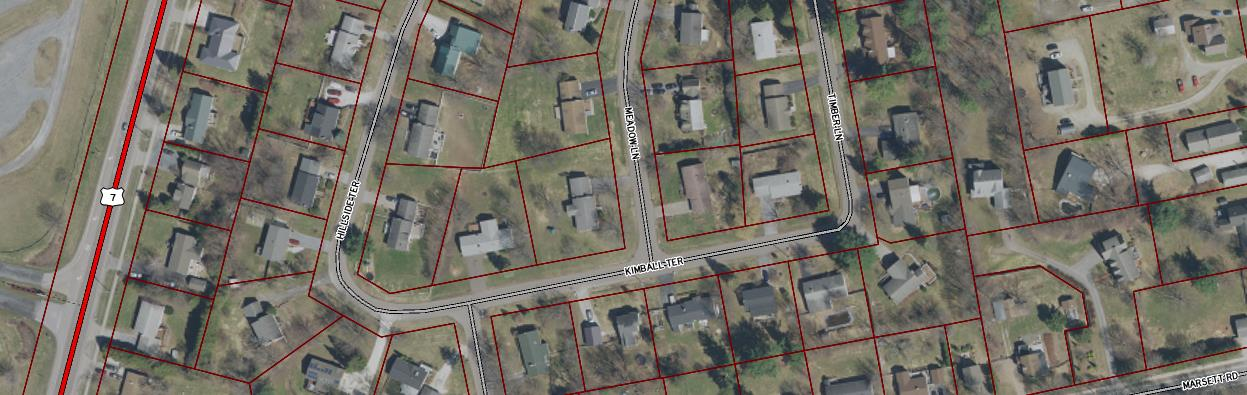 7
HILLSIDE TER
MEADOW LN
TIMBER LN
KIMBALL TER
MARSETT RD